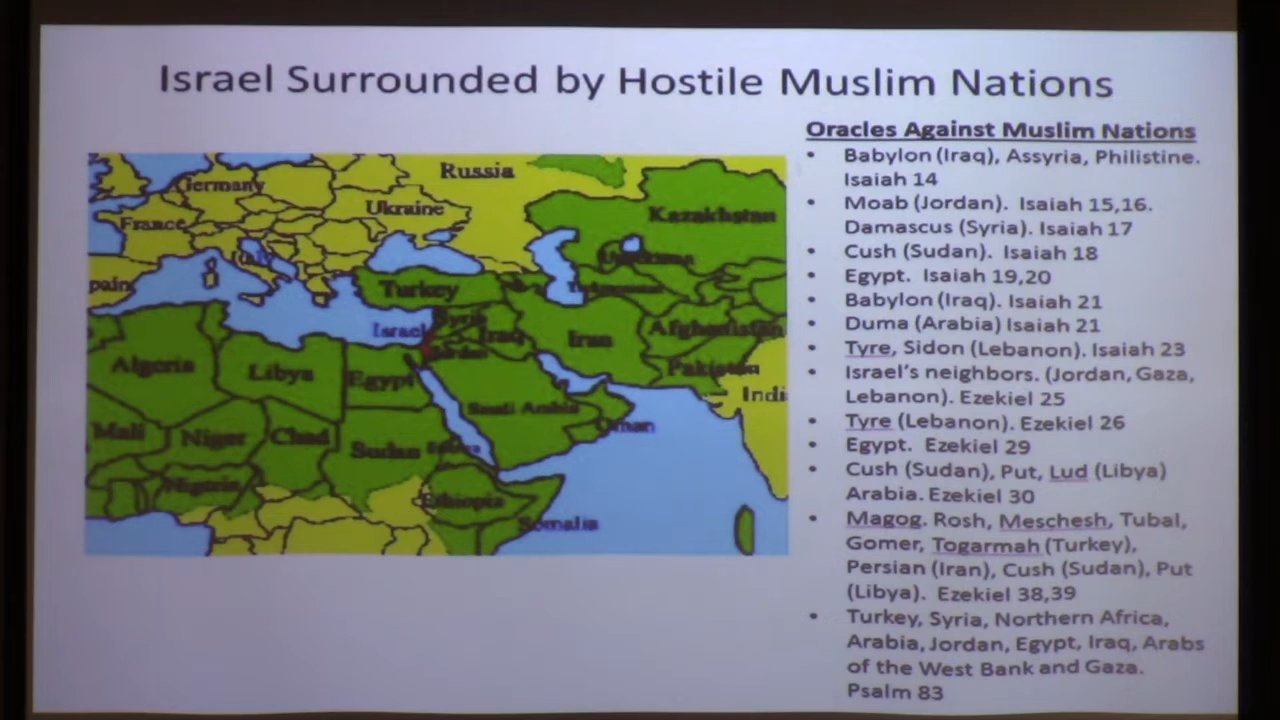 Israel Surrounded by Hostile Muslim Nations
Oracles Against Muslim Nations
• Babylon (Iraq), Assyria, Philistine.
Isaiah 14
• Moab (Jordan). Isaiah 15,16.
Damascus (Syria). Isaiah 17
• Cush (Sudan). Isaiah 18
• Egypt. Isaiah 19,20
• Babylon (Iraq). Isaiah 21
• Duma (Arabia) Isaiah 21
• Tyre, Sidon (Lebanon). Isaiah 23
• Israel's neighbors. (Jordan, Gaza,
Lebanon). Ezekiel 25
• Tyre (Lebanon). Ezekiel 26
• Egypt. Ezekiel 29
• Cush (Sudan), Put, Lud (Libya)
Arabia. Ezekiel 30
• Magog. Rosh, Meschesh, Tubal,
Gomer, Togarmah (Turkey),
Persian (Iran), Cush (Sudan), Put
(Libya). Ezekiel 38,39
• Turkey, Syria, Northern Africa,
Arabia, Jordan, Egypt, Iraq, Arabs
of the West Bank and Gaza.
Psalm 83
Russia
Germany
Ukraine
France
Kazakhstan
Italy
pain
Turkey
Syria
Israel
Iraq
Iran
Afghanistan
Jordan
Algeria
Libya
Egypt
Pakistan
Indi
Saudi Arabia
Oman
Mali
Niger
Chad
Sudan
Nigeria
Ethiopia
Somalia